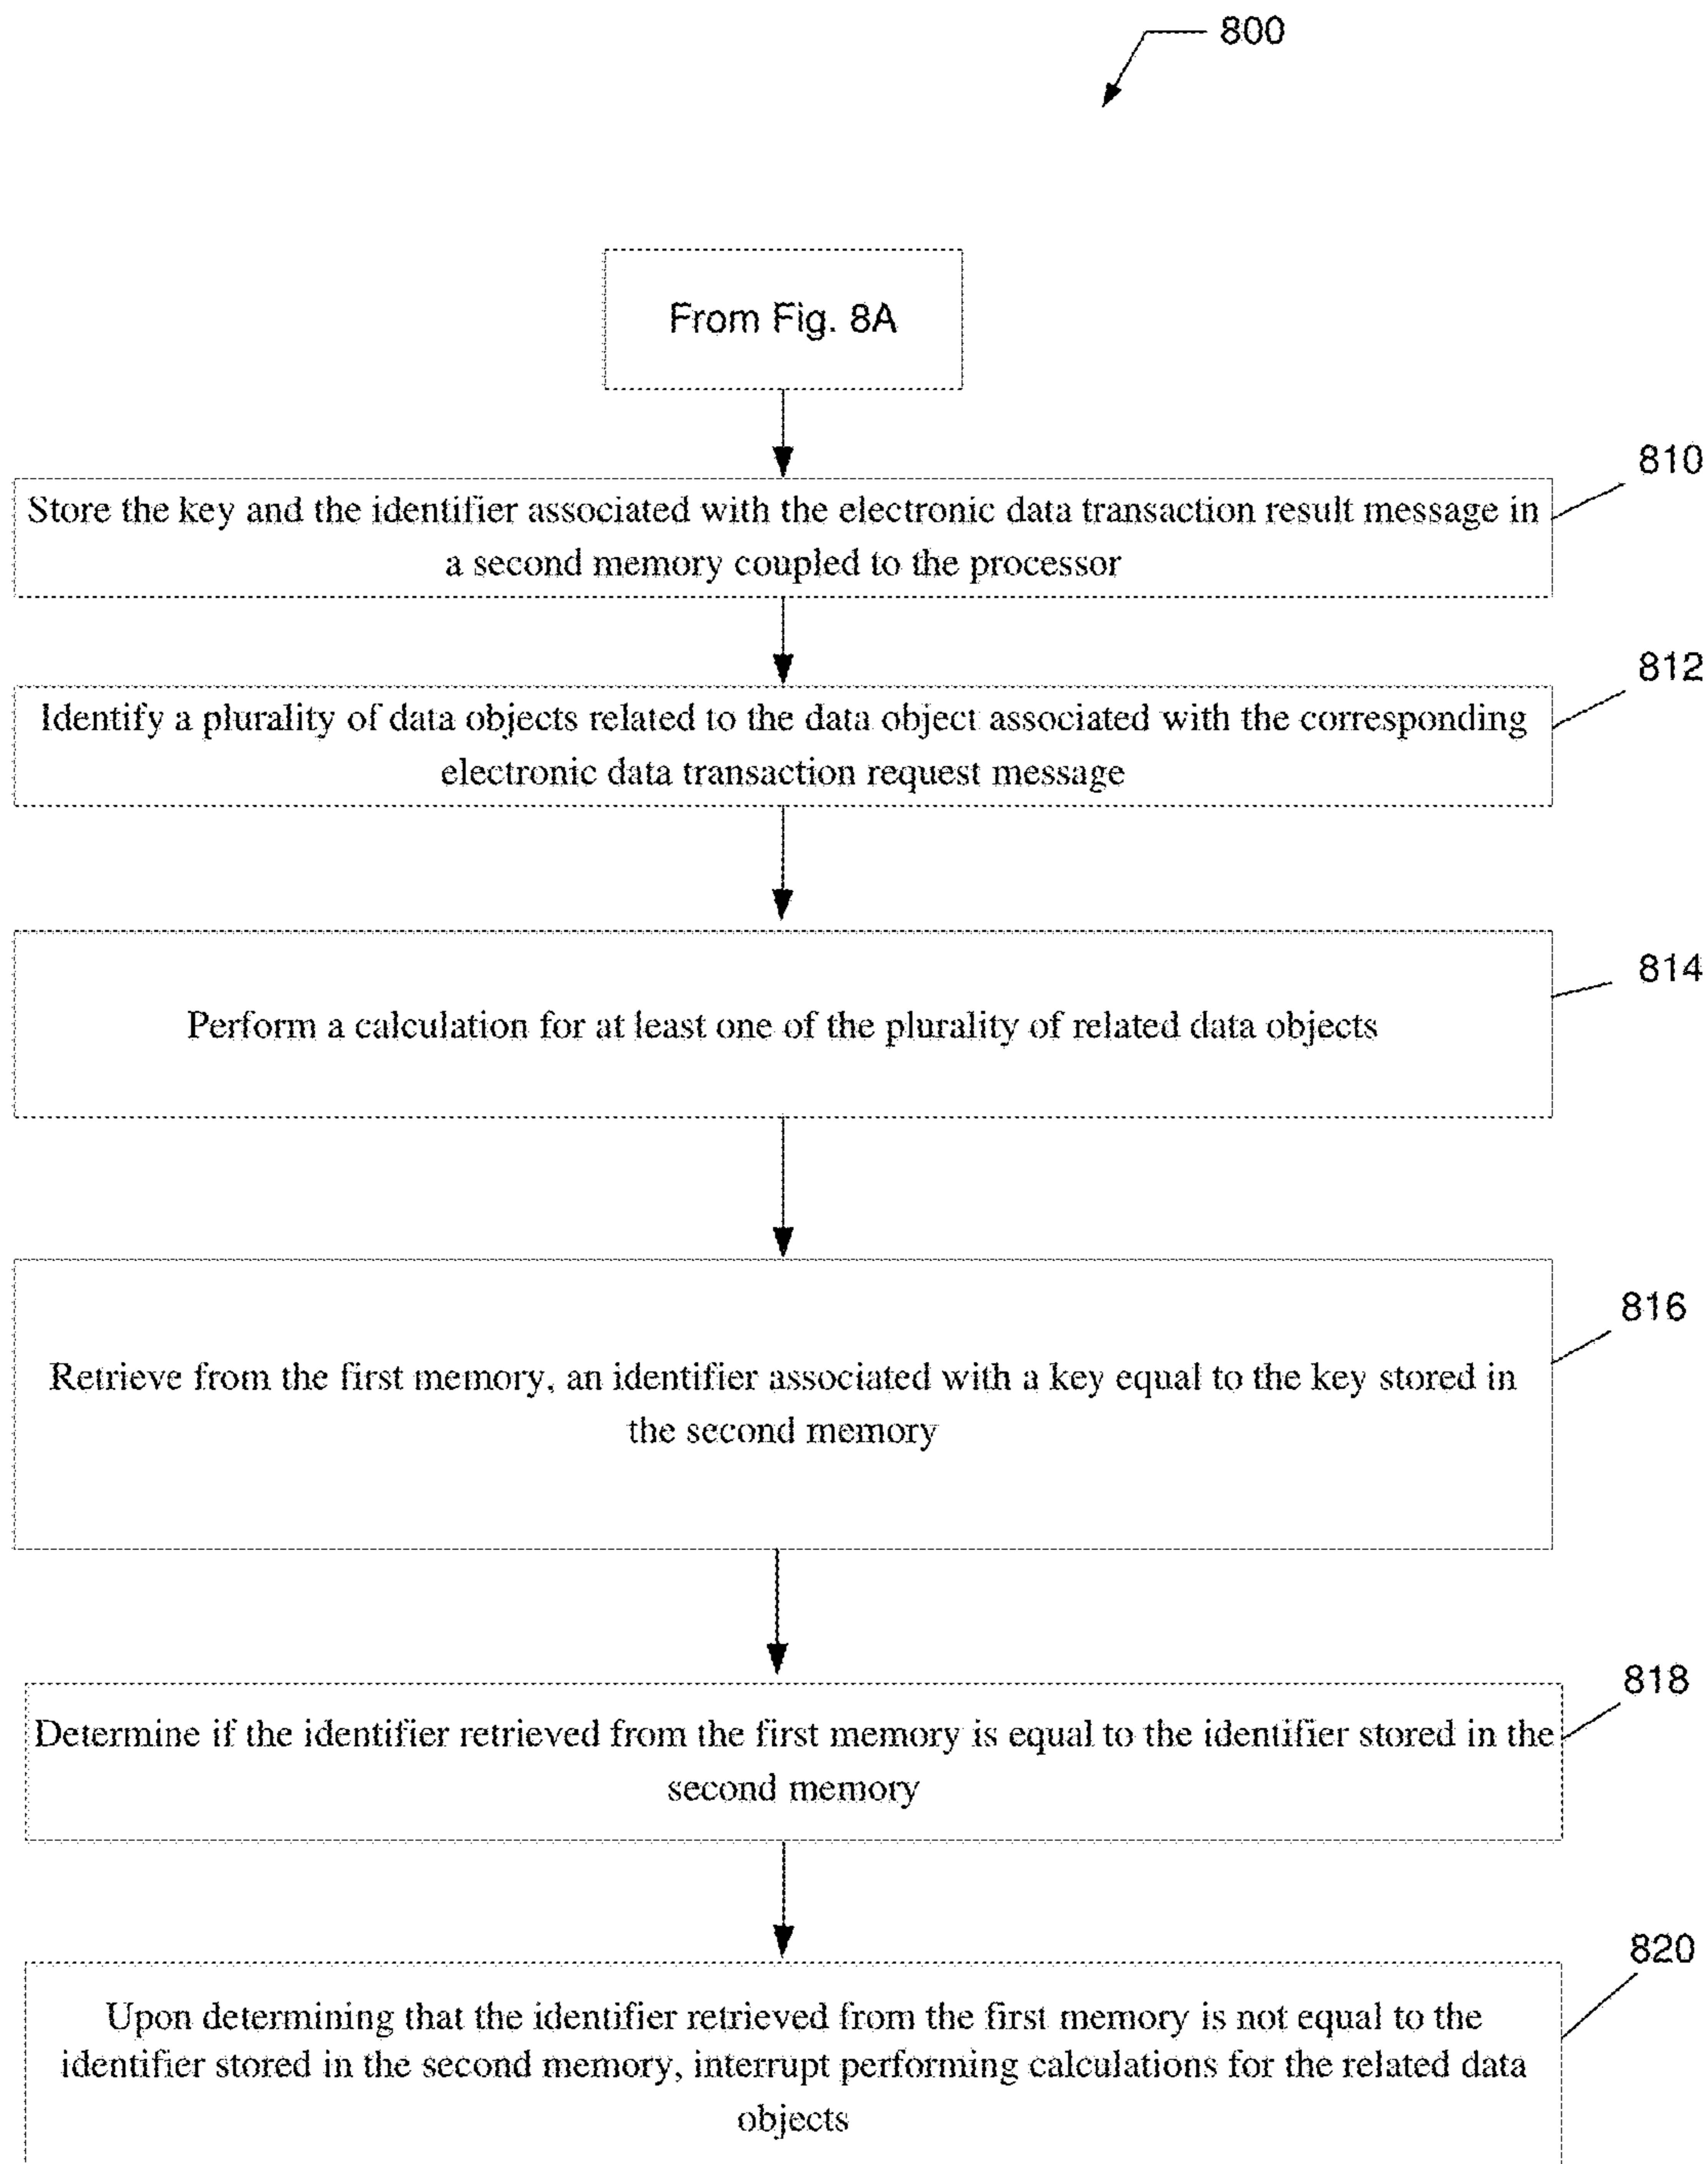 800
From Fig. 8A
810
Store the key and the identifier associated with the electronic data transaction result message in
a second memory coupled to the processor
812
Identify a plurality of data objects related to the data object associated with the corresponding
electronic data transaction request message
814
Perform a calculation for at least one of the plurality of related data objects
816
Retrieve from the first memory, an identifier associated with a key equal to the key stored in
the second memory
818
Determine if the identifier retrieved from the first memory is equal to the identifier stored in the
second memory
820
Upon determining that the identifier retrieved from the first memory is not equal to the
identifier stored in the second memory, interrupt performing calculations for the related data
objects